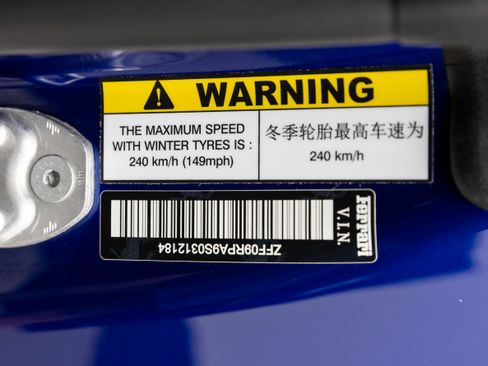 WARNING
THE MAXIMUM SPEED
WITH WINTER TYRES IS :
240 km/h (149mph)
冬季轮胎最高车速为
240 km/h
Ferrari
V.I.N.
ZFF09RPA9S0312184